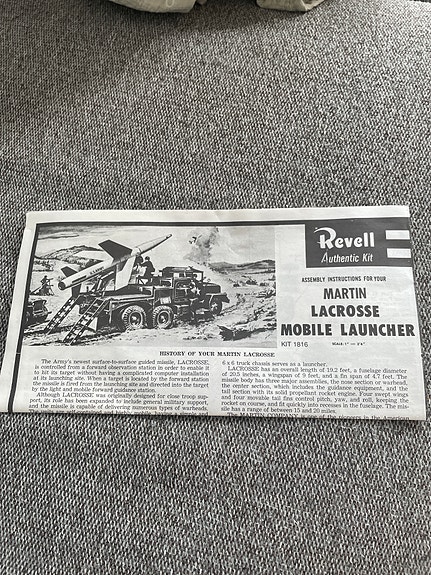 Revell
Authentic Kit
ASSEMBLY INSTRUCTIONS FOR YOUR
MARTIN
LACROSSE
MOBILE LAUNCHER
KIT 1816
HISTORY OF YOUR MARTIN LACROSSE
The Army's newest surface-to-surface guided missile, LACROSSE,
is controlled from a forward observation station in order to enable it
to hit its target without having a complicated computer installation
at its launching site. When a target is located by the forward station
the missile is fired from the launching site and directed into the target
by the light and mobile forward guidance station.
Although LACROSSE was originally designed for close troop sup-
port, its role has been expanded to include general military support,
and the missile is capable of delivering numerous types of warheads.
6 x 6 truck chassis serves as a launcher.
LACROSSE has an overall length of 19.2 feet, a fuselage diameter
of 20.5 inches, a wingspan of 9 feet, and a fin span of 4.7 feet. The
missile body has three major assemblies, the nose section or warhead,
the center section, which includes the guidance equipment, and the
tail section with its solid propellant rocket engine. Four swept wings
and four movable tail fins control pitch, yaw, and roll, keeping the
rocket on course, and fit quickly into recesses in the fuselage. The mis-
sile has a range of between 15 and 20 miles.
The MARTIN COMPANY is one of the pioneers in the American